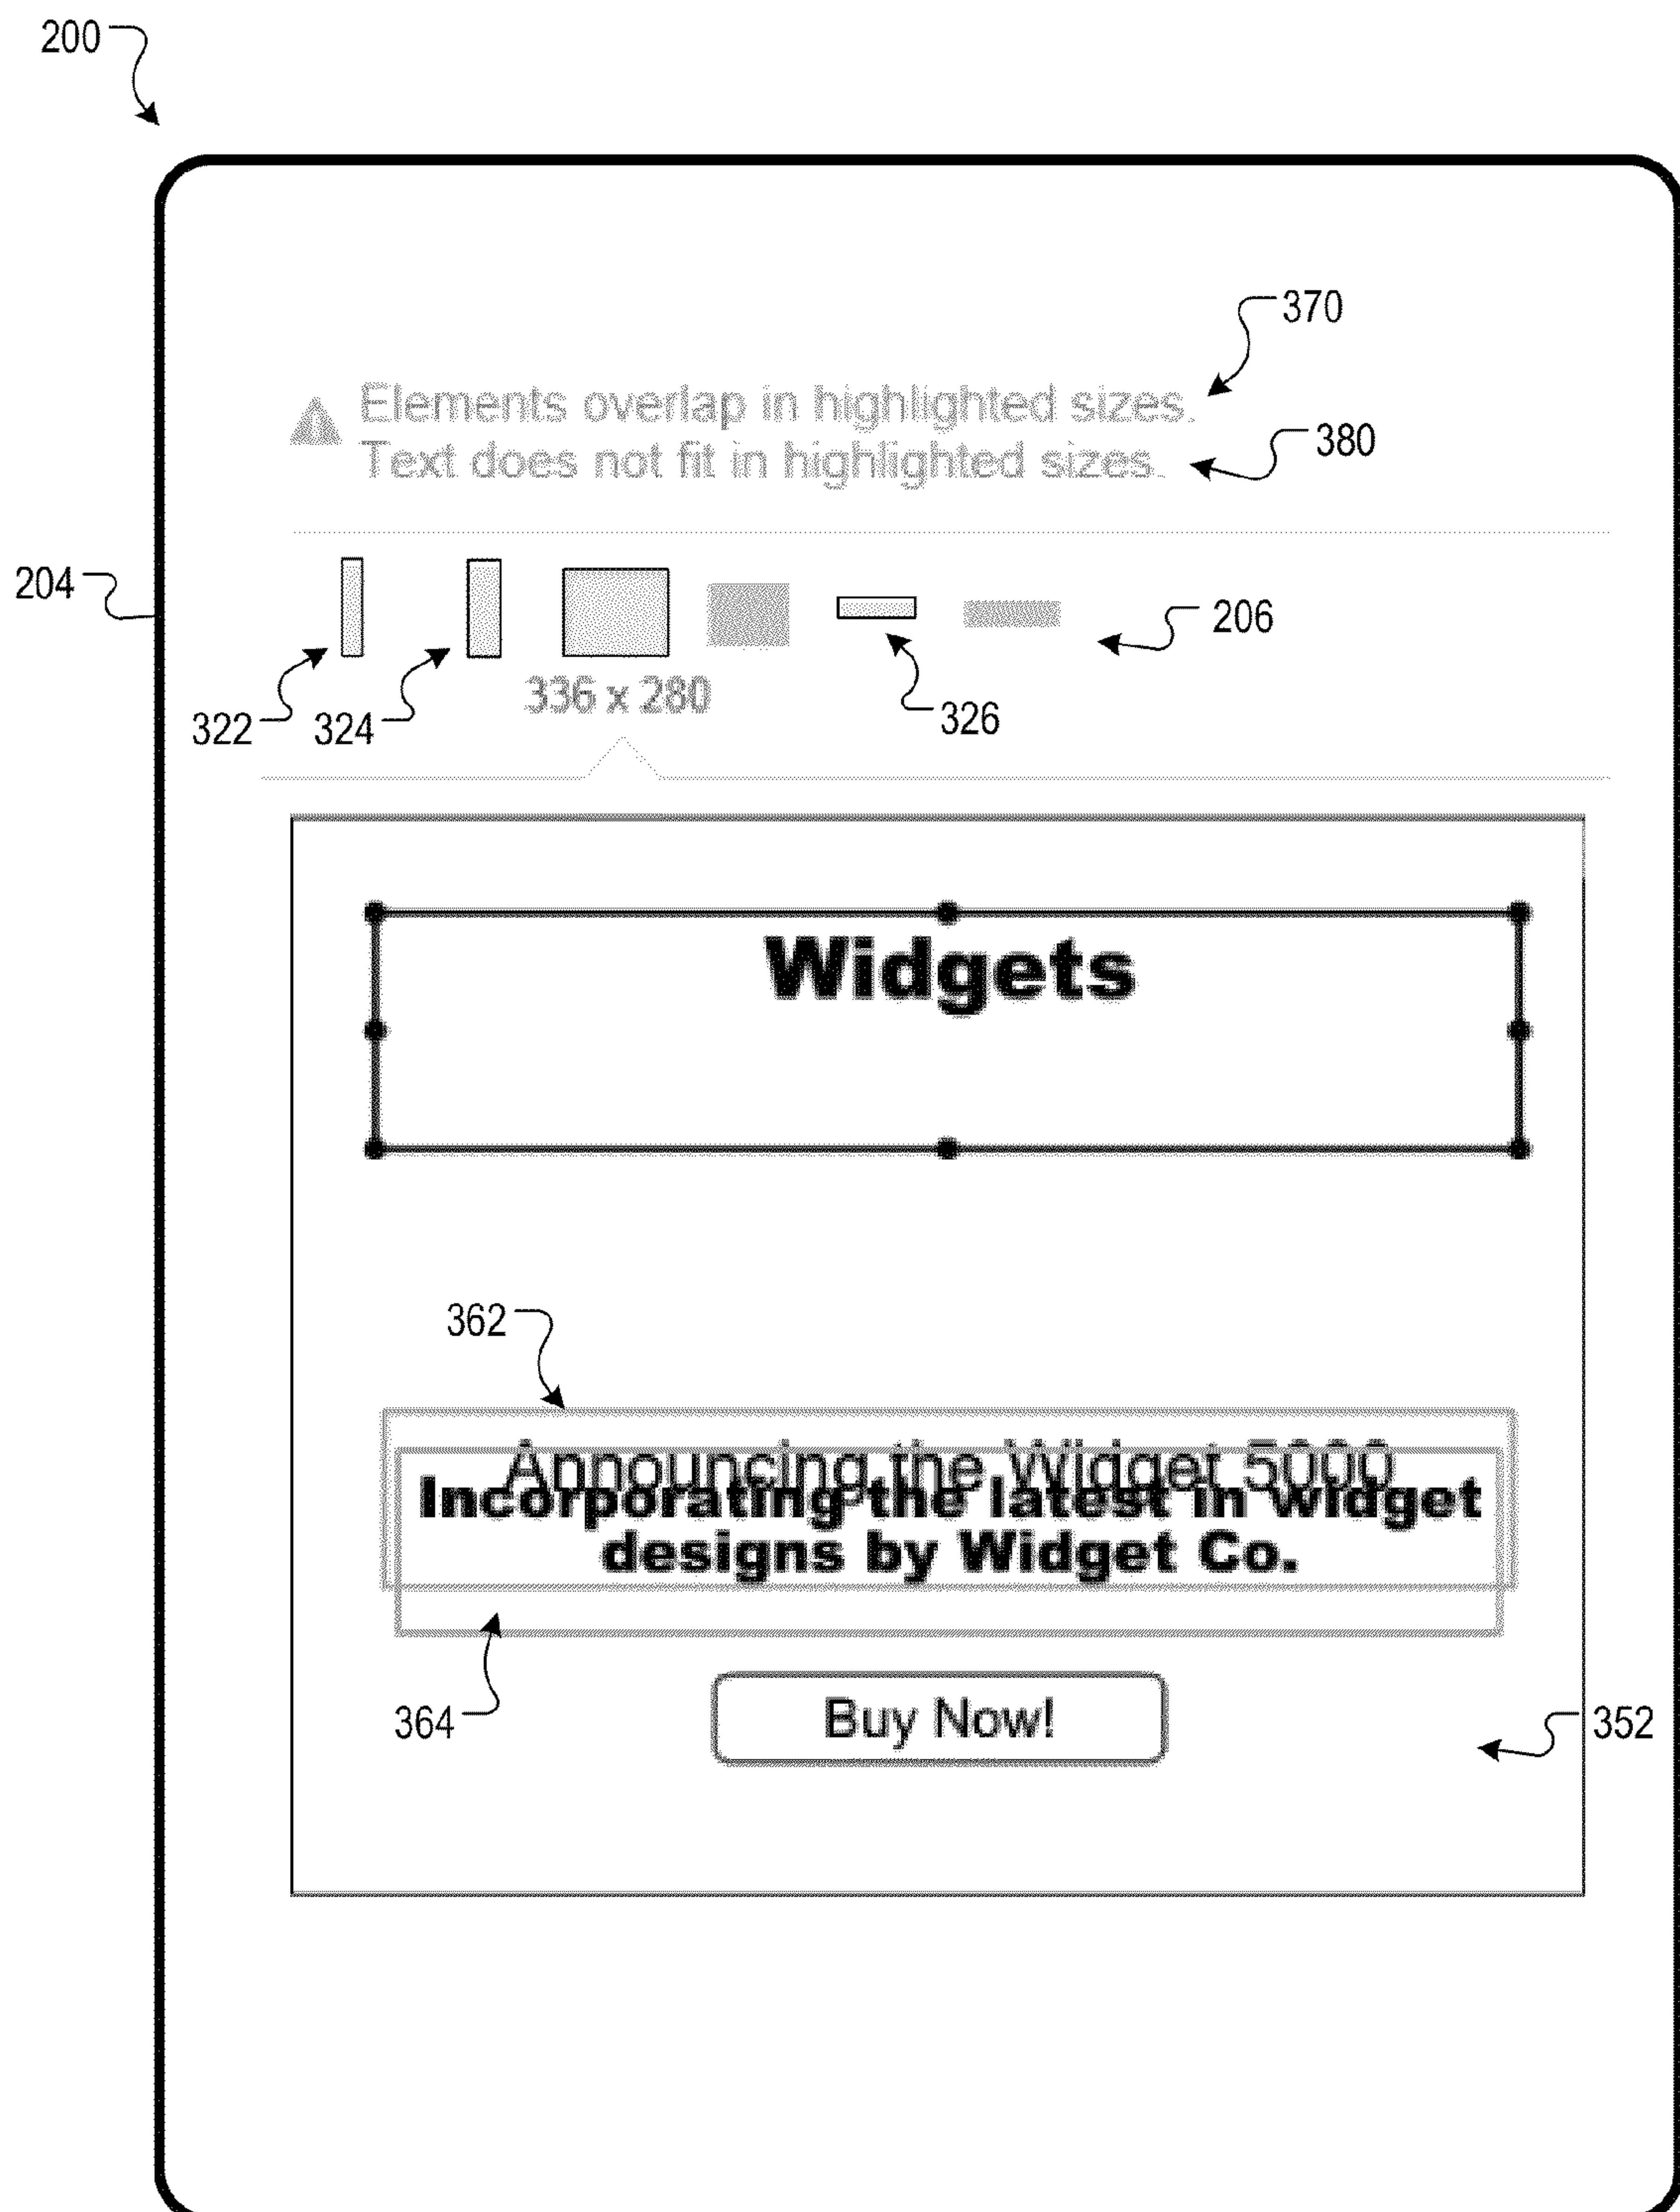 200
370
Elements overlap in highlighted sizes.
380
Text does not fit in highlighted sizes.
204
206
336 x 280
322
324
326
Widgets
362
Announcing the Widget 5000
Incorporating the latest in widget
designs by Widget Co.
364
Buy Now!
352